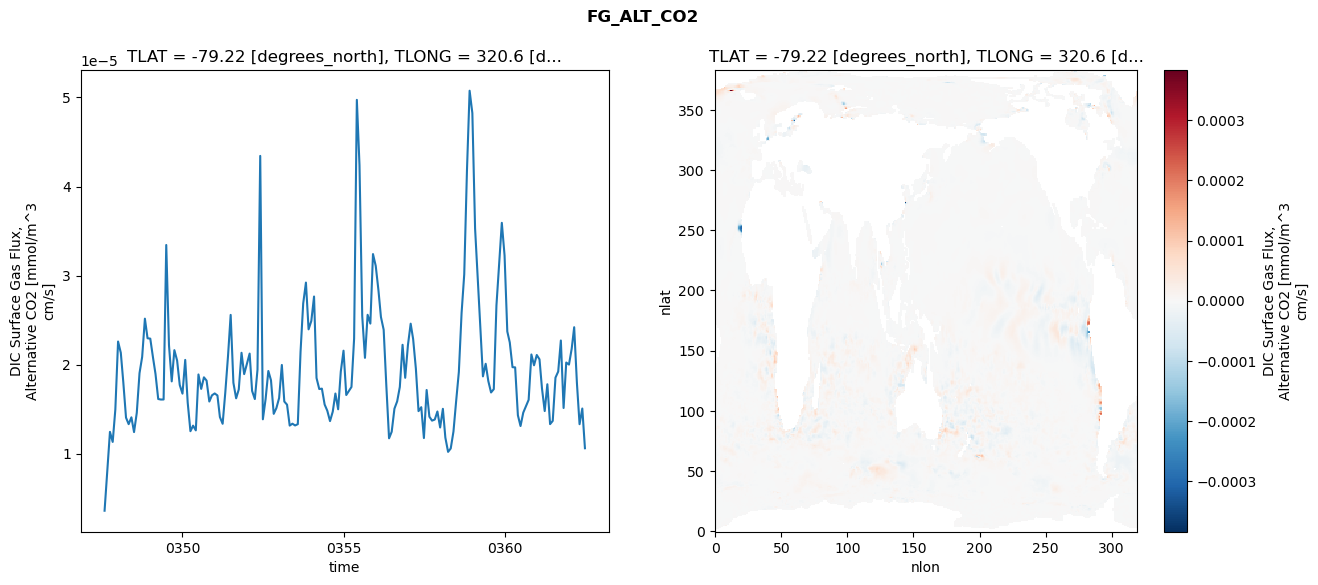 FG_ALT_CO2
TLAT = -79.22 [degrees_north], TLONG = 320.6 [d...
1e−5
DIC Surface Gas Flux,
Alternative CO2 [mmol/m^3
cm/s]
5
4
3
2
1
0350
0355
0360
time
TLAT = -79.22 [degrees_north], TLONG = 320.6 [d...
nlat
350
300
250
200
150
100
50
0
0
50
100
150
200
250
300
nlon
0.0003
0.0002
0.0001
0.0000
−0.0001
−0.0002
−0.0003
DIC Surface Gas Flux,
Alternative CO2 [mmol/m^3
cm/s]